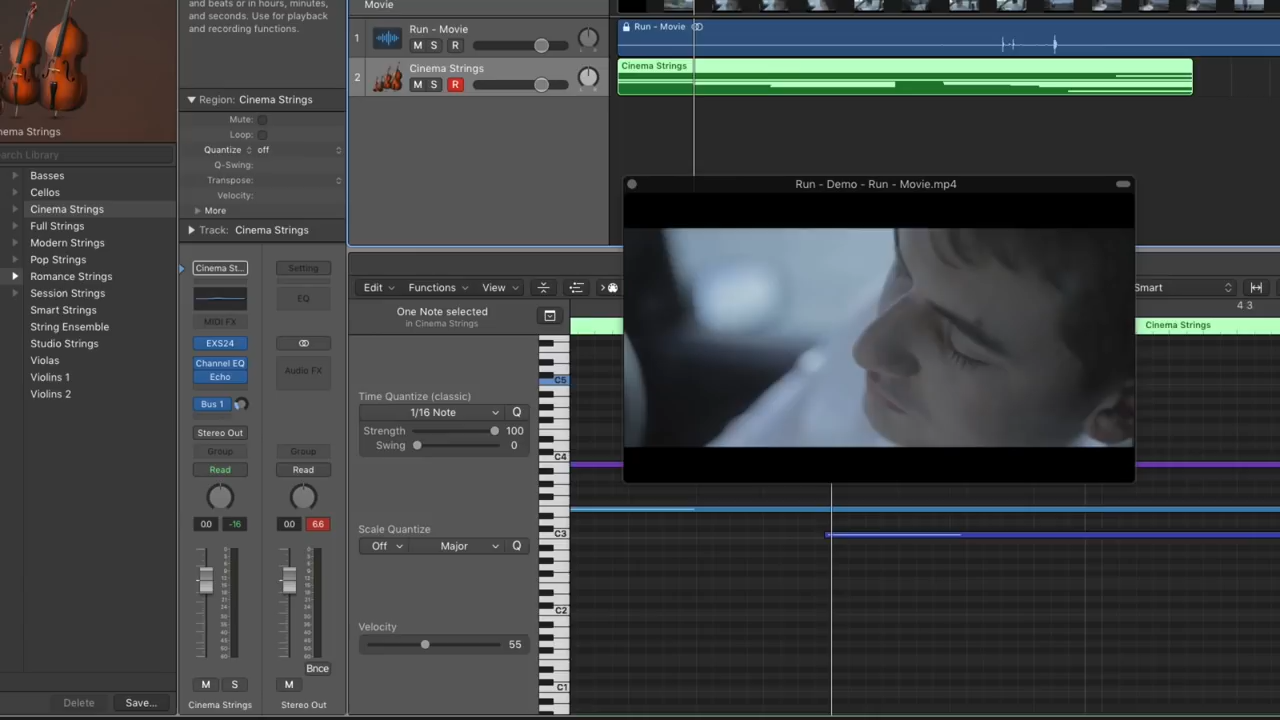 and beats or in hours, minutes,
and seconds. Use for playback
and recording functions.
Cinema Strings
Basses
Cellos
Cinema Strings
Full Strings
Modern Strings
Pop Strings
Romance Strings
Session Strings
Smart Strings
String Ensemble
Studio Strings
Violas
Violins 1
Violins 2
Delete
Save...
Region: Cinema Strings
Mute:
Loop:
Quantize off
Q-Swing:
Transpose:
Velocity:
More
Track: Cinema Strings
Cinema St... Setting
EQ
MIDI FX
EXS24
Channel EQ Audio FX
Echo
Bus 1
Stereo Out
Group Group
Read Read
0.0 -16 0.0 6.6
Bnce
M S M
Cinema Strings Stereo Out
Movie
1 Run - Movie
M S R
2 Cinema Strings
M S R
Run - Movie
Cinema Strings
Run - Demo - Run - Movie.mp4
Edit Functions View Smart
One Note selected
in Cinema Strings
4 3
Cinema Strings
Time Quantize (classic)
1/16 Note Q
Strength 100
Swing 0
Scale Quantize
Off Major Q
Velocity
55
C5
C4
C3
C2
C1